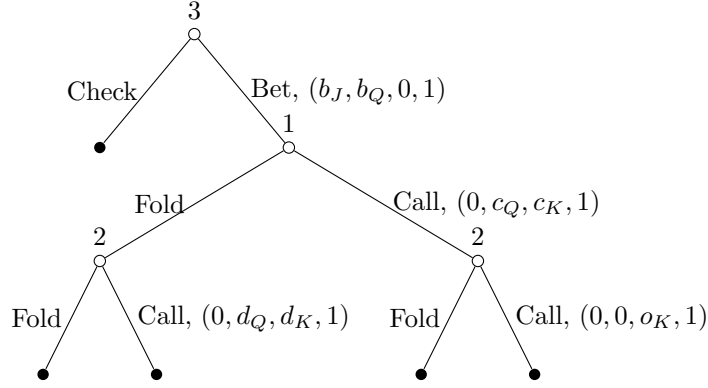 3
Check
Bet, (b_J, b_Q, 0, 1)
1
Fold
Call, (0, c_Q, c_K, 1)
2
2
Fold
Call, (0, d_Q, d_K, 1)
Fold
Call, (0, 0, o_K, 1)